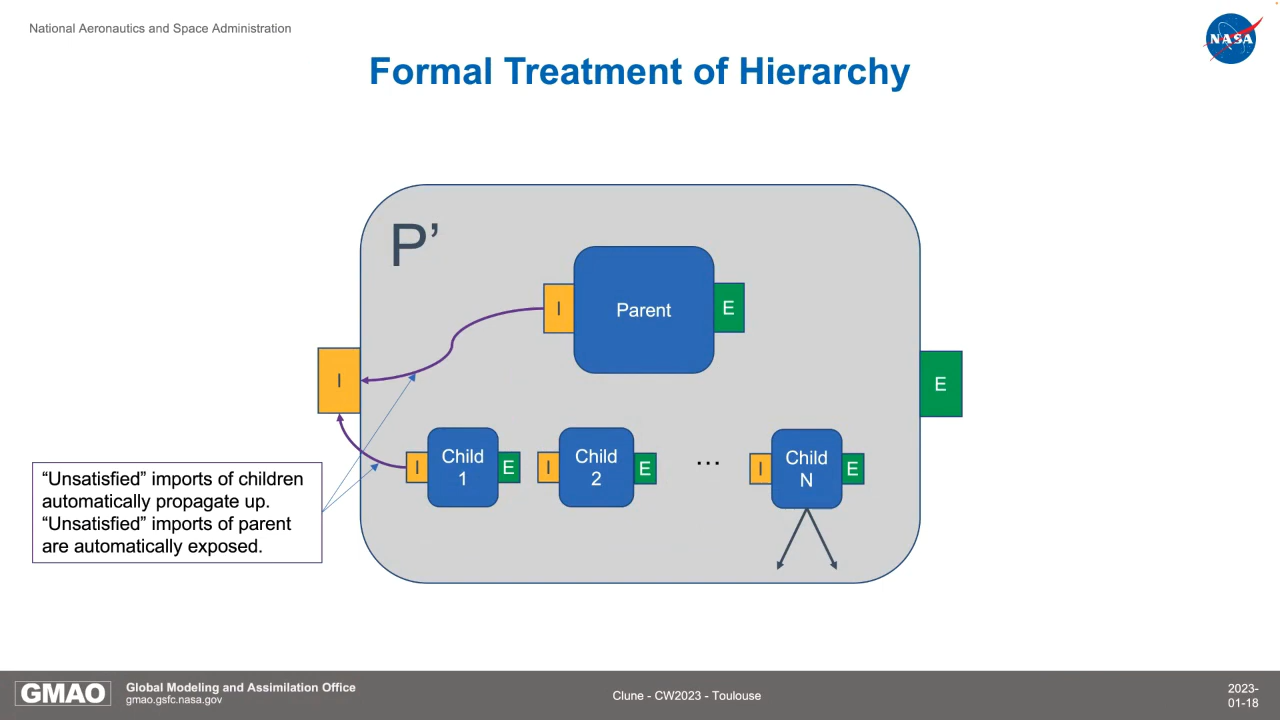 National Aeronautics and Space Administration
NASA
Formal Treatment of Hierarchy
P’
I
Parent
E
I
E
I
Child
1
E
I
Child
2
E
...
I
Child
N
E
“Unsatisfied” imports of children
automatically propagate up.
“Unsatisfied” imports of parent
are automatically exposed.
GMAO
Global Modeling and Assimilation Office
gmao.gsfc.nasa.gov
Clune - CW2023 - Toulouse
2023-
01-18